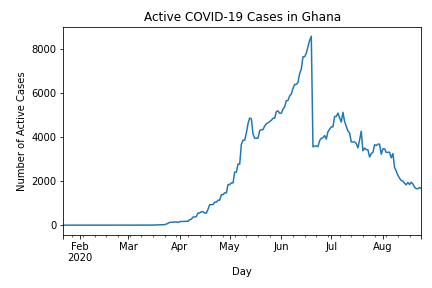 Active COVID-19 Cases in Ghana
Number of Active Cases
8000
6000
4000
2000
0
Feb Mar Apr May Jun Jul Aug
2020
Day